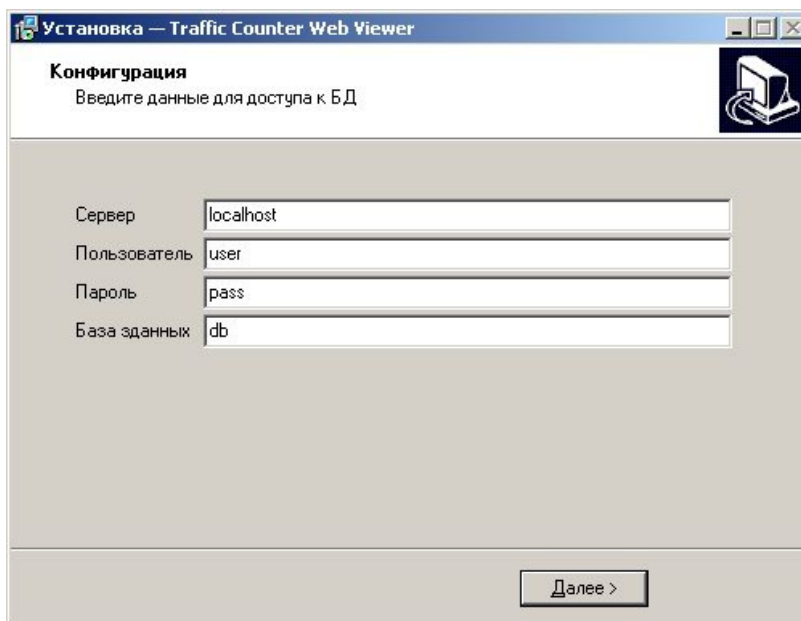 Установка — Traffic Counter Web Viewer
Конфигурация
Введите данные для доступа к БД
Сервер localhost
Пользователь user
Пароль pass
База зданных db
Далее >